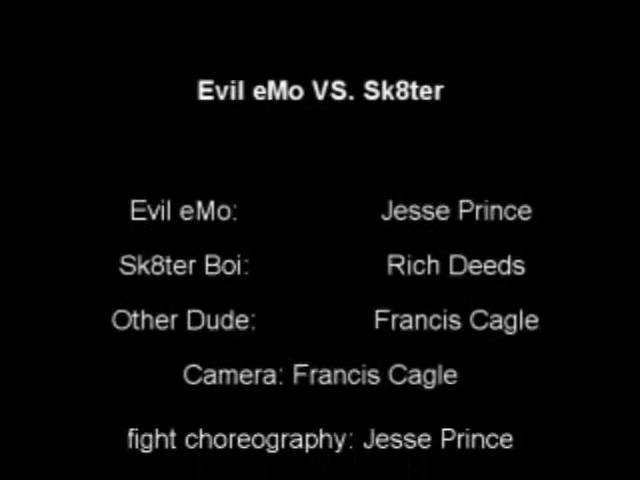 Evil eMo VS. Sk8ter
Evil eMo: Jesse Prince
Sk8ter Boi: Rich Deeds
Other Dude: Francis Cagle
Camera: Francis Cagle
fight choreography: Jesse Prince